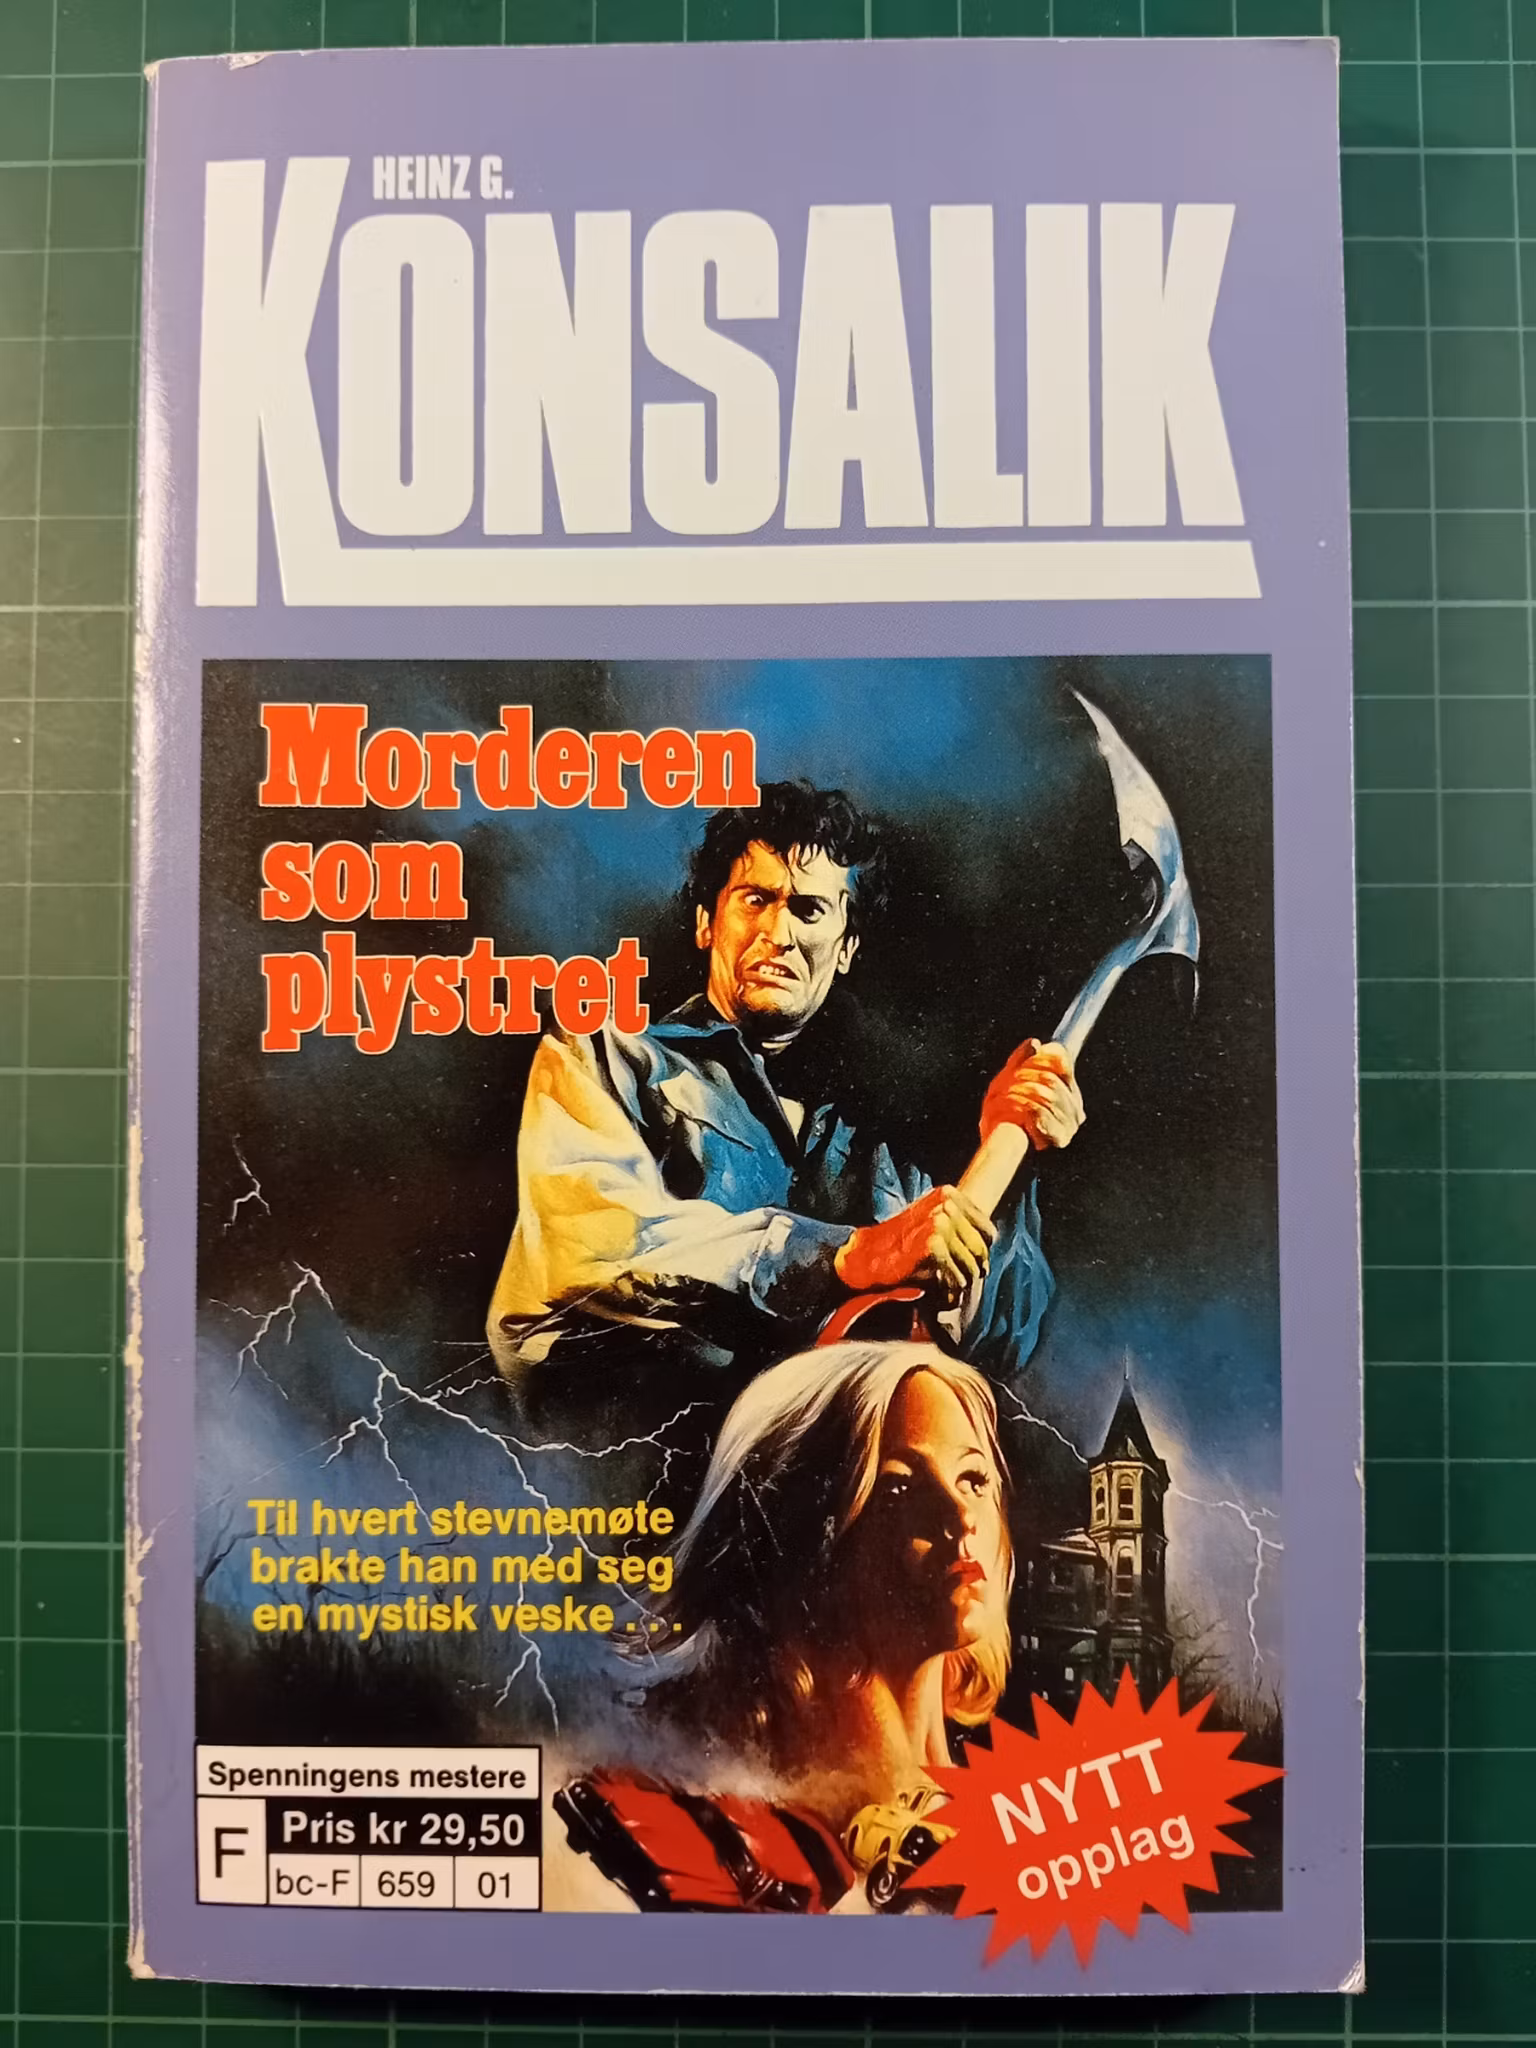 HEINZ G.
KONSALIK
Morderen
som
plystret
Til hvert stevnemøte
brakte han med seg
en mystisk veske...
Spenningens mestere
F
Pris kr 29,50
bc-F 659 01
NYTT
opplag